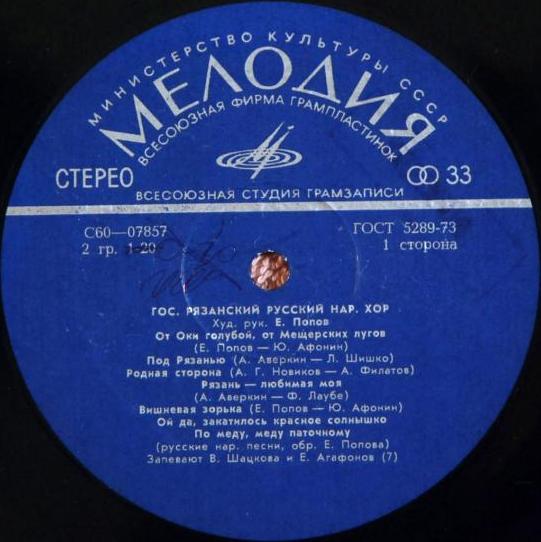 МИНИСТЕРСТВО КУЛЬТУРЫ СССР
МЕЛОДИЯ
ВСЕСОЮЗНАЯ ФИРМА ГРАМПЛАСТИНОК
СТЕРЕО
33
ВСЕСОЮЗНАЯ СТУДИЯ ГРАМЗАПИСИ
С60—07857
ГОСТ 5289-73
2 гр. 1-20
1 сторона
ГОС. РЯЗАНСКИЙ РУССКИЙ НАР. ХОР
Худ. рук. Е. Попов
От Оки голубой, от Мещерских лугов
(Е. Попов — Ю. Афонин)
Под Рязанью (А. Аверкин — Л. Шишко)
Родная сторона (А. Г. Новиков — А. Филатов)
Рязань — любимая моя
(А. Аверкин — Ф. Лаубе)
Вишневая зорька (Е. Попов — Ю. Афонин)
Ой да, закатилось красное солнышко
По меду, меду паточному
(русские нар. песни, обр. Е. Попова)
Запевают В. Шацкова и Е. Агафонов (7)